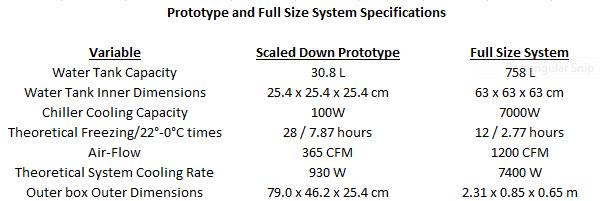 Prototype and Full Size System Specifications
Variable Scaled Down Prototype Full Size System
Water Tank Capacity 30.8 L 758 L
Water Tank Inner Dimensions 25.4 x 25.4 x 25.4 cm 63 x 63 x 63 cm
Chiller Cooling Capacity 100W 7000W
Theoretical Freezing/22°-0°C times 28 / 7.87 hours 12 / 2.77 hours
Air-Flow 365 CFM 1200 CFM
Theoretical System Cooling Rate 930 W 7400 W
Outer box Outer Dimensions 79.0 x 46.2 x 25.4 cm 2.31 x 0.85 x 0.65 m